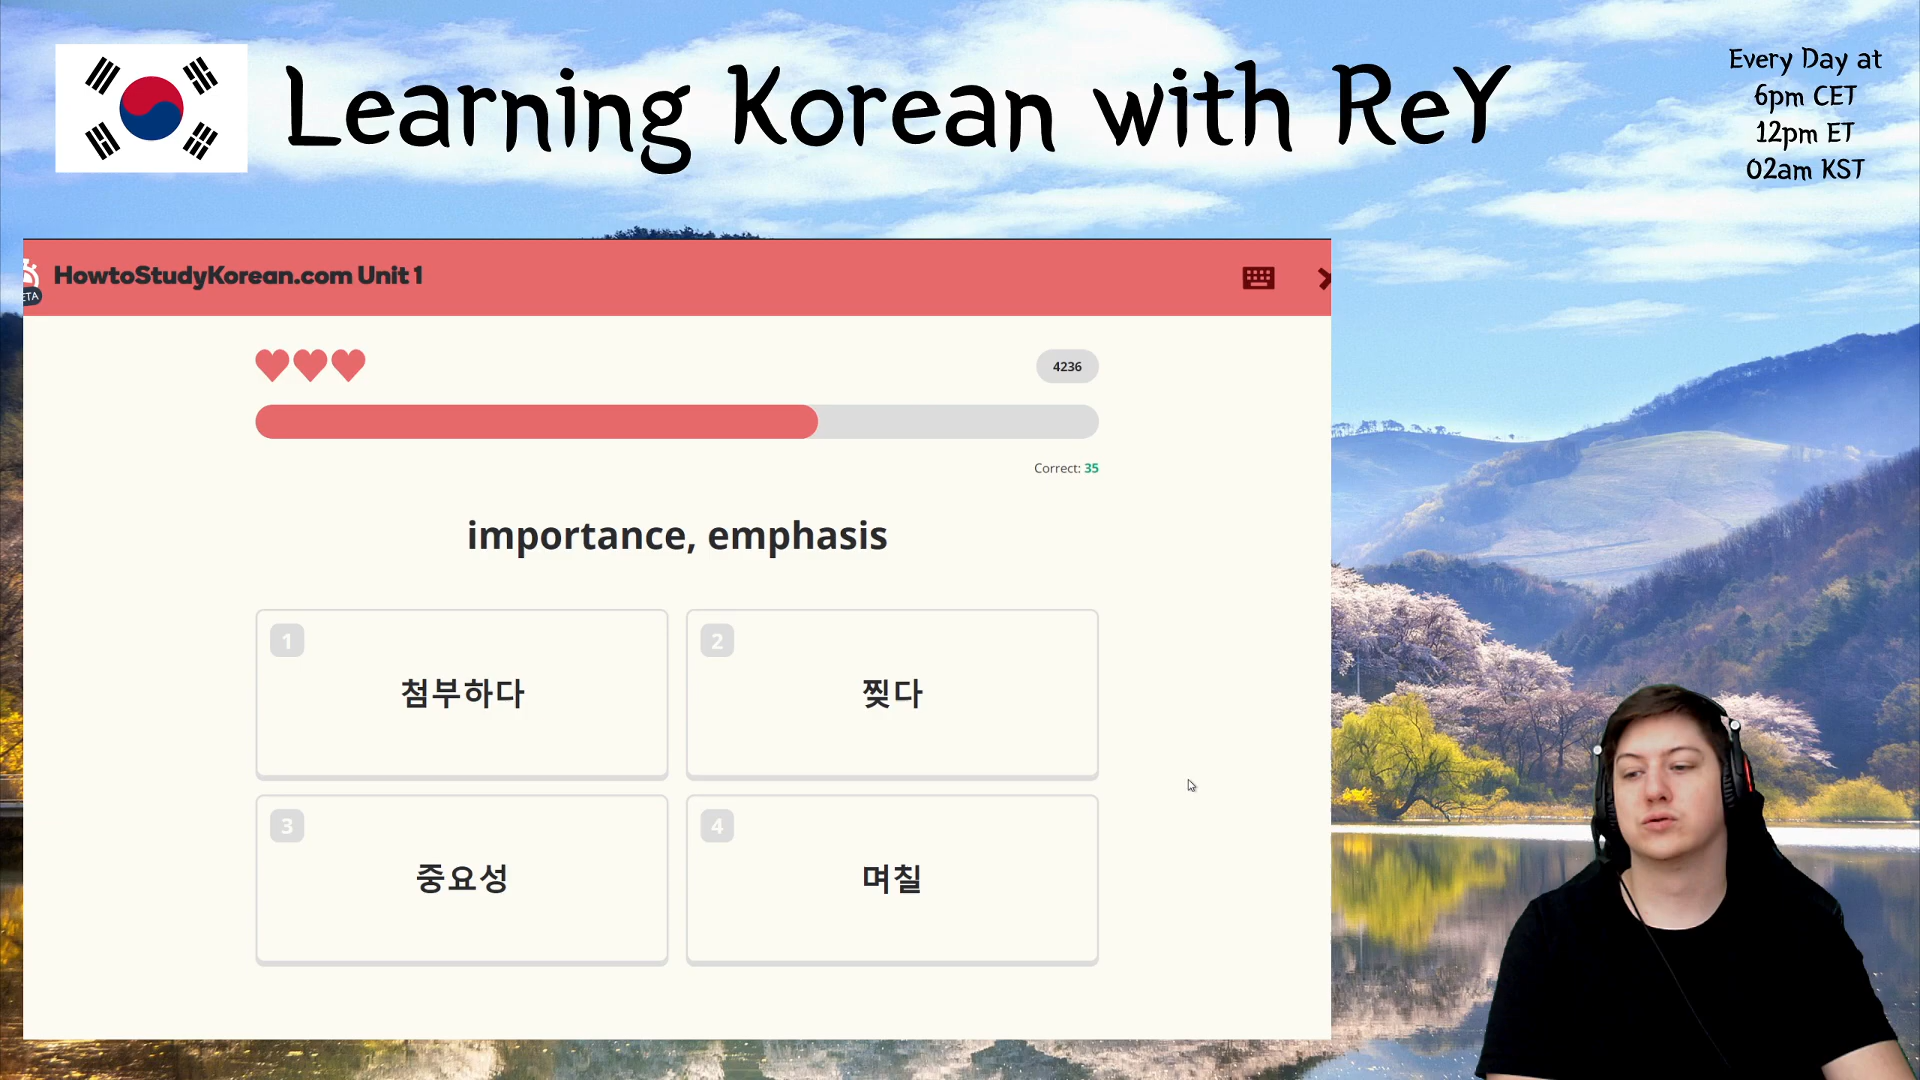 Learning Korean with ReY
Every Day at
6pm CET
12pm ET
02am KST
HowtoStudyKorean.com Unit 1
ETA
4236
Correct: 35
importance, emphasis
1
첨부하다
2
찢다
3
중요성
4
며칠